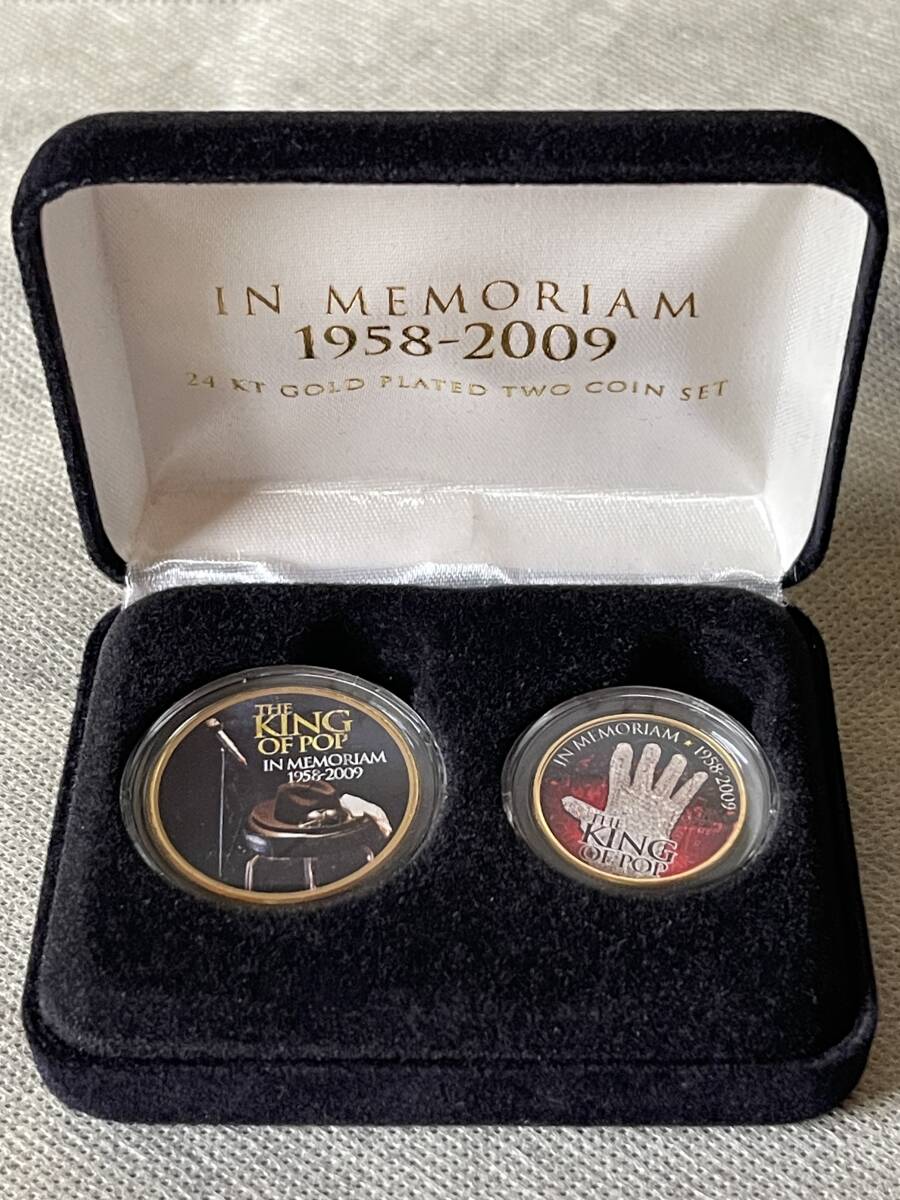 IN MEMORIAM
1958-2009
24 KT GOLD PLATED TWO COIN SET
THE
KING
OF POP
IN MEMORIAM
1958-2009
IN MEMORIAM ★ 1958-2009
THE
KING
OF POP